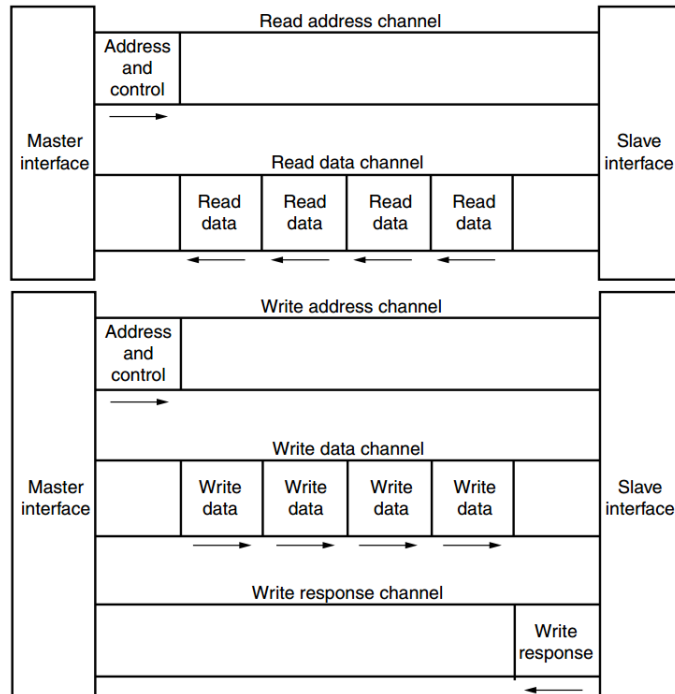 Read address channel
Address
and
control
Master
interface
Slave
interface
Read data channel
Read
data
Read
data
Read
data
Read
data
Write address channel
Address
and
control
Write data channel
Master
interface
Write
data
Write
data
Write
data
Write
data
Slave
interface
Write response channel
Write
response